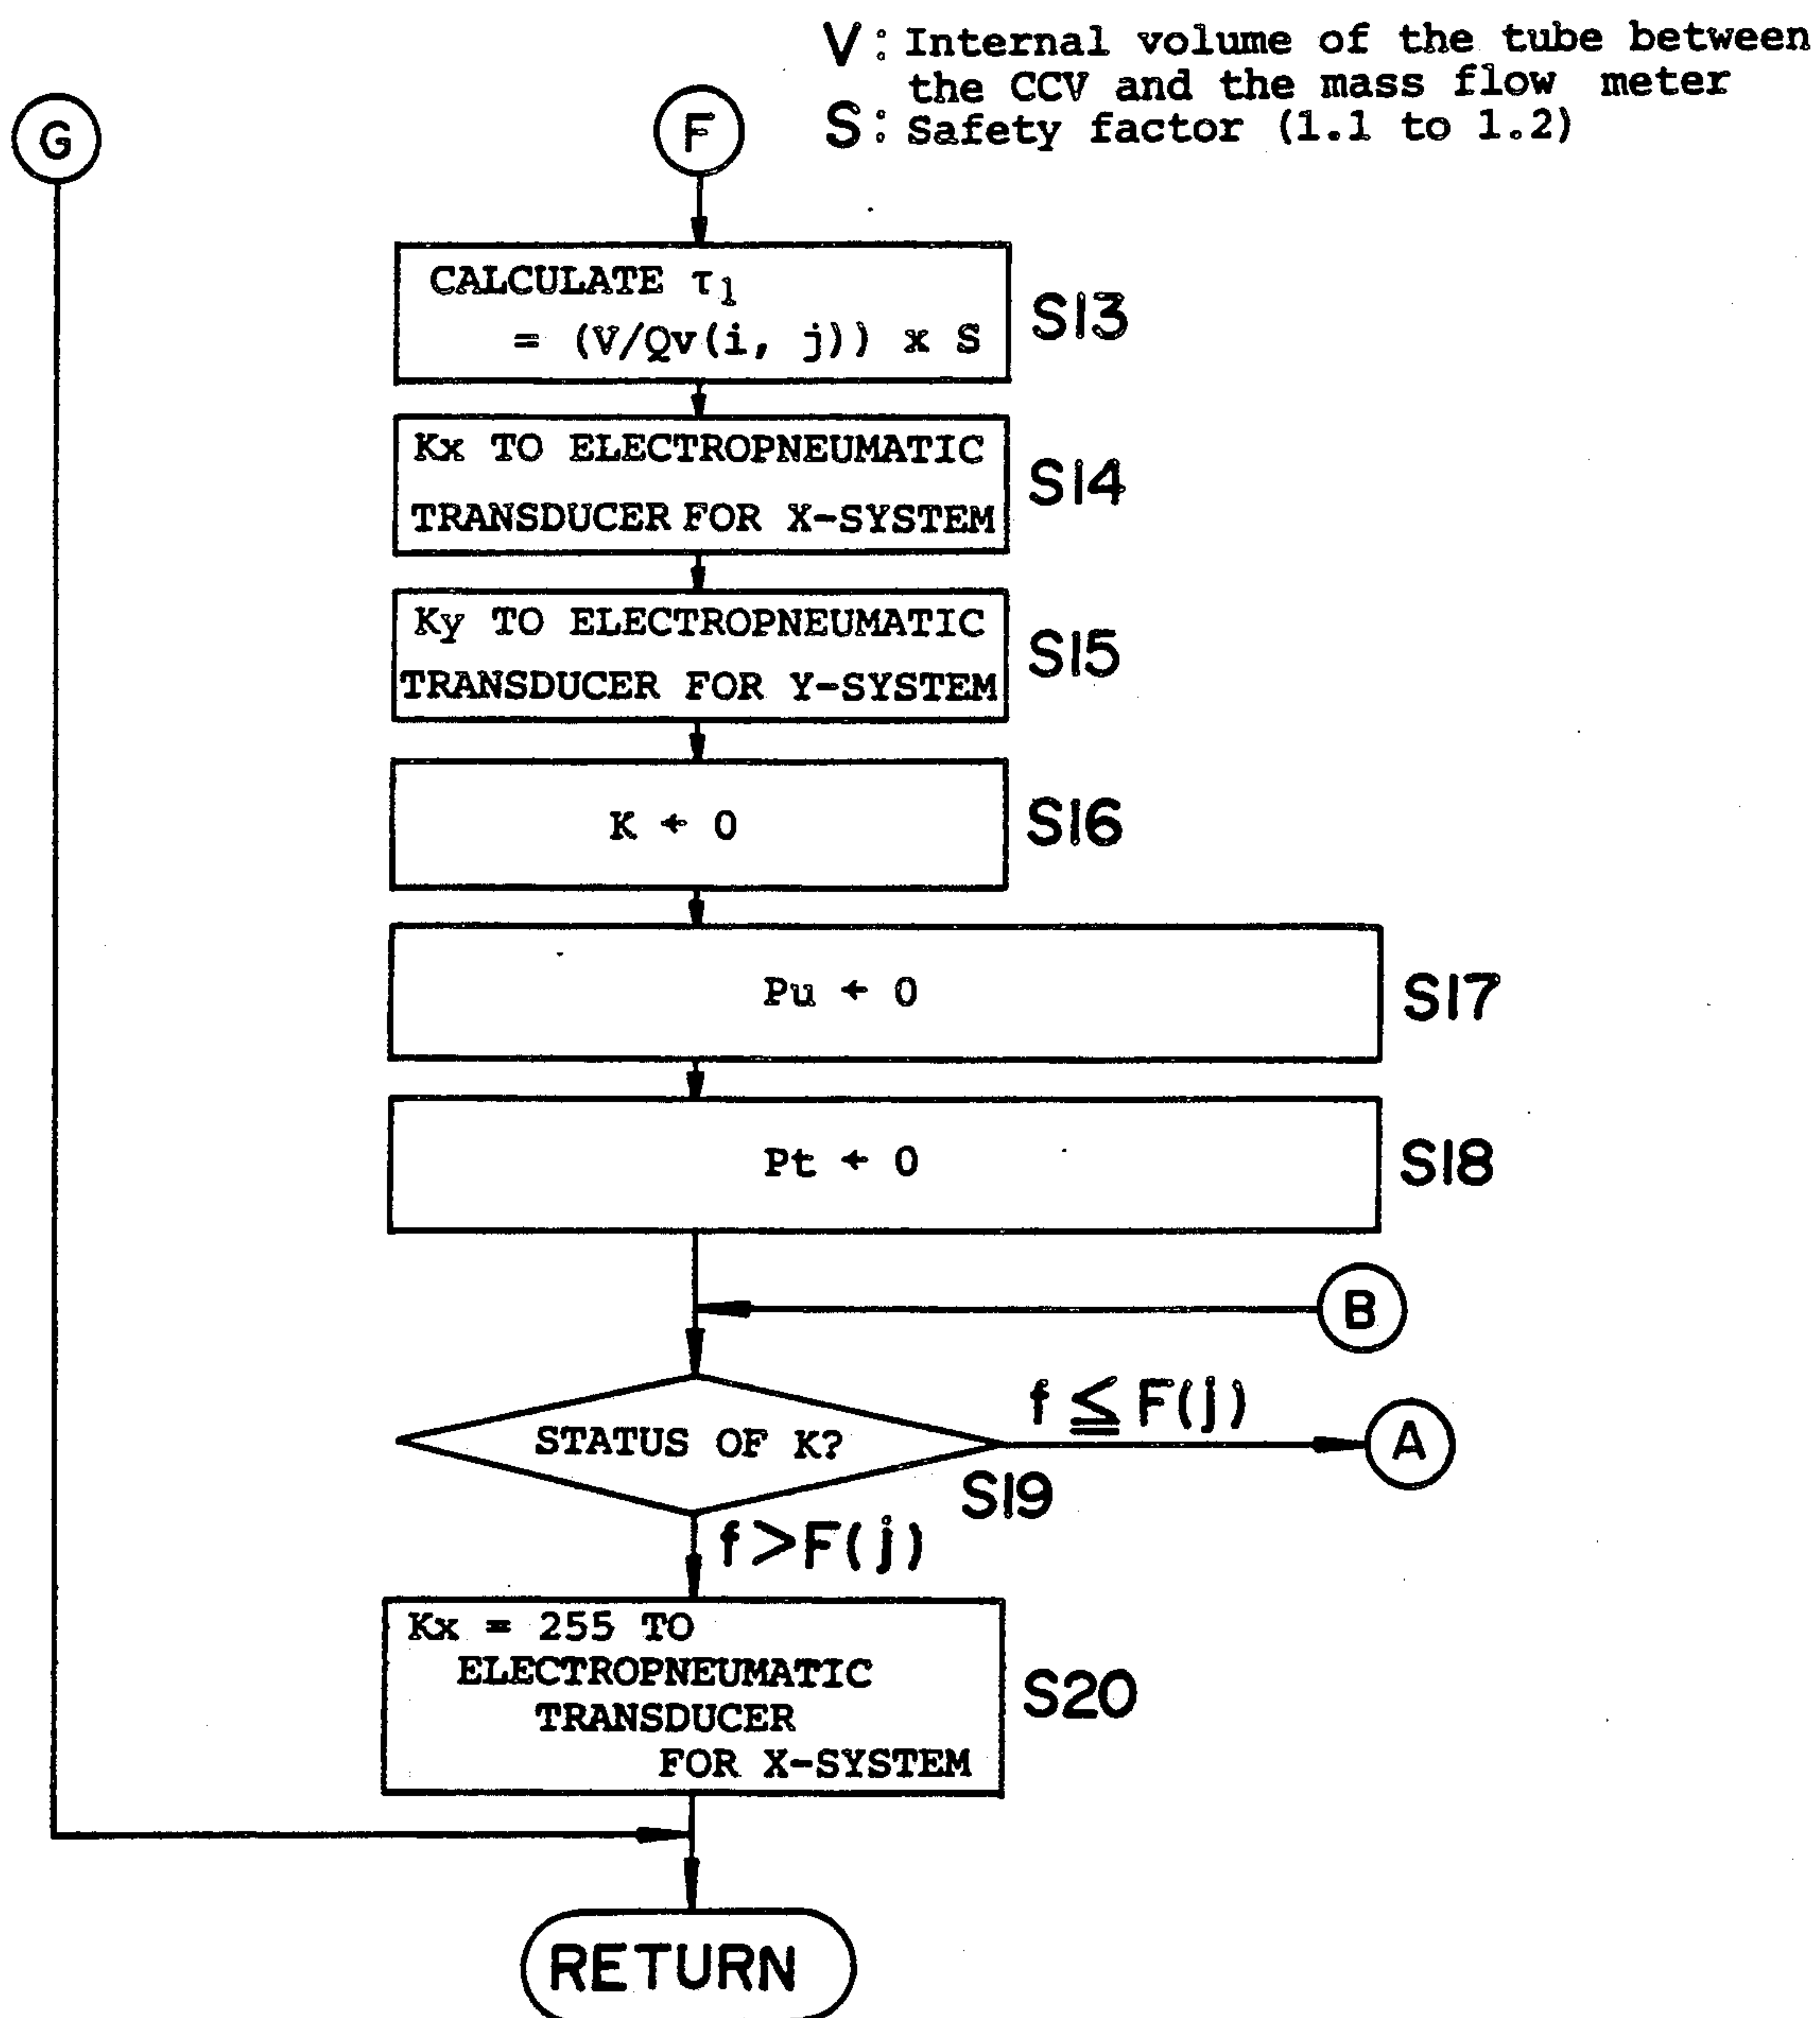 V : Internal volume of the tube between
the CCV and the mass flow meter
S : Safety factor (1.1 to 1.2)
G
F
CALCULATE τ1
= (V/Qv(i, j)) x S
S13
Kx TO ELECTROPNEUMATIC
TRANSDUCER FOR X-SYSTEM
S14
Ky TO ELECTROPNEUMATIC
TRANSDUCER FOR Y-SYSTEM
S15
K ← 0
S16
Pu ← 0
S17
Pt ← 0
S18
B
f ≦ F(j)
STATUS OF K?
A
S19
f>F(j)
Kx = 255 TO
ELECTROPNEUMATIC
TRANSDUCER
FOR X-SYSTEM
S20
RETURN